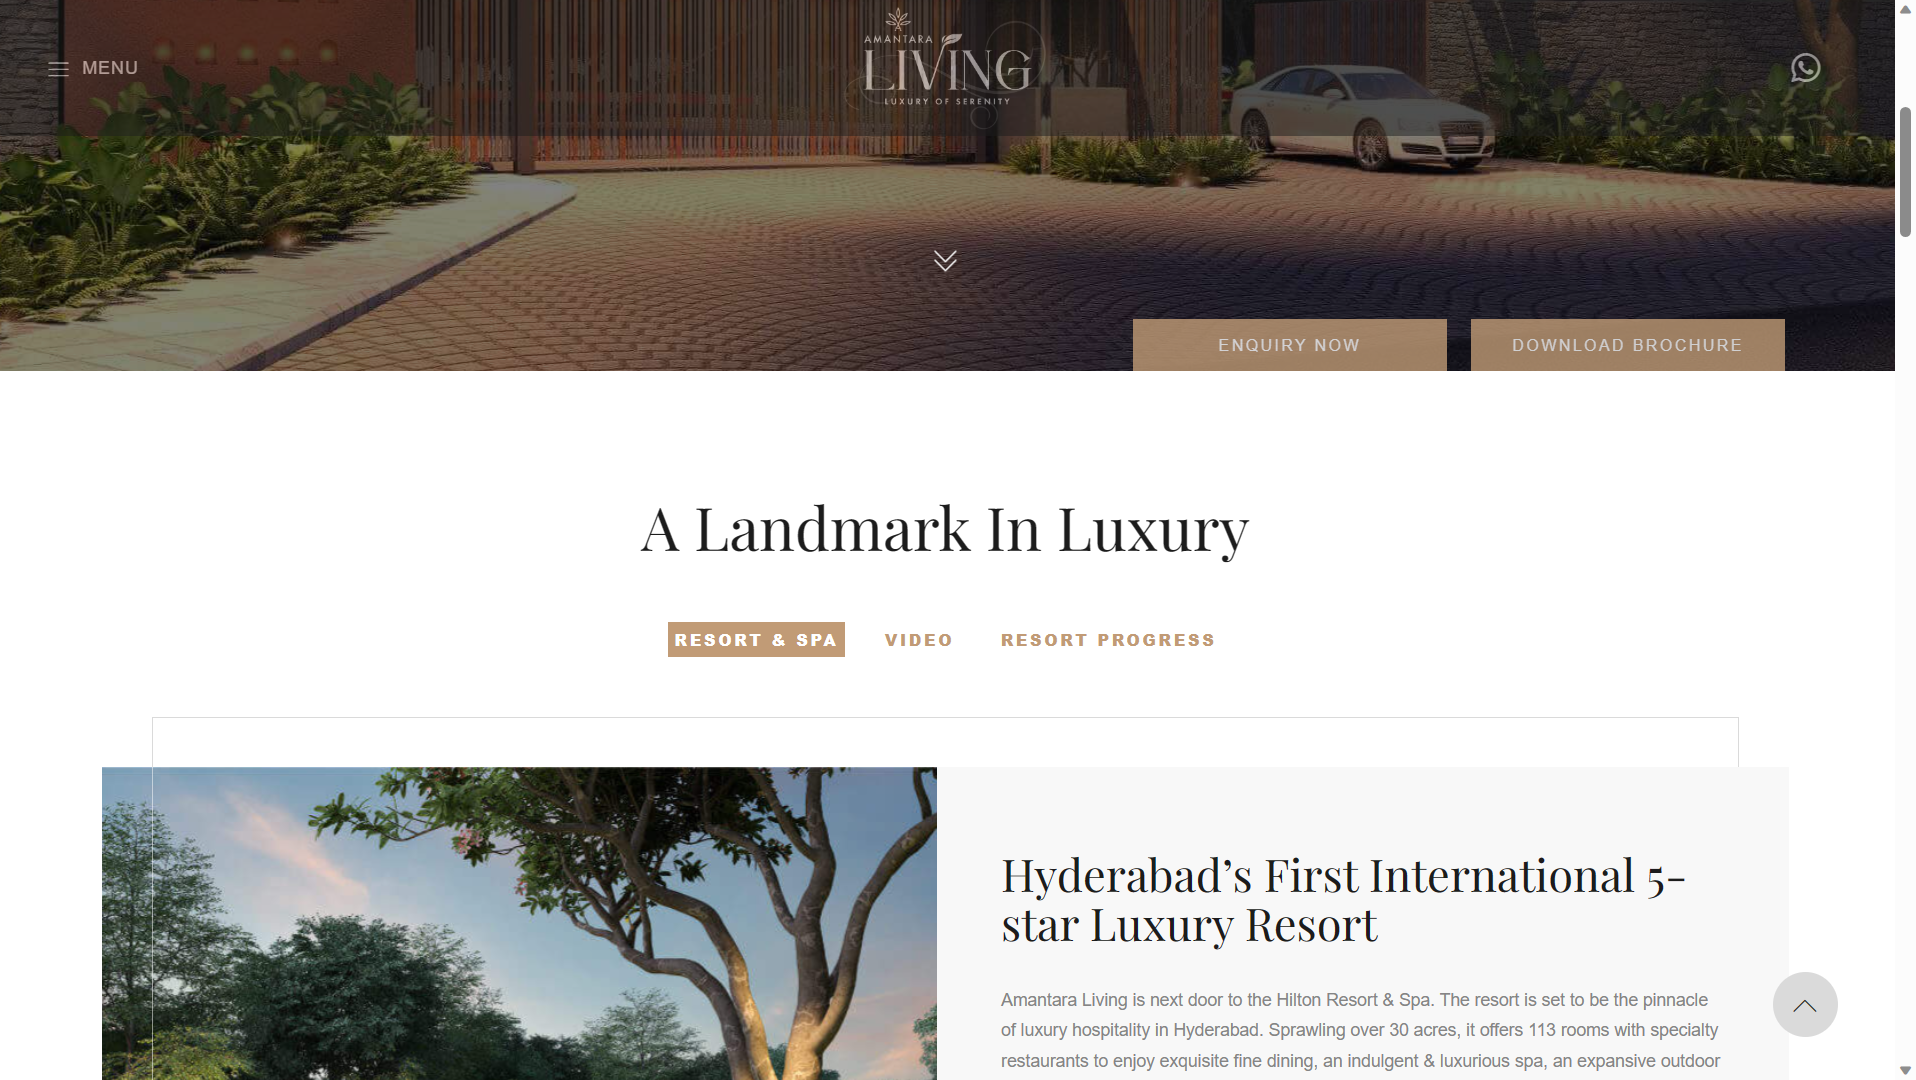 MENU
AMANTARA
LIVING
LUXURY OF SERENITY
ENQUIRY NOW
DOWNLOAD BROCHURE
A Landmark In Luxury
RESORT & SPA
VIDEO
RESORT PROGRESS
Hyderabad’s First International 5-
star Luxury Resort
Amantara Living is next door to the Hilton Resort & Spa. The resort is set to be the pinnacle
of luxury hospitality in Hyderabad. Sprawling over 30 acres, it offers 113 rooms with specialty
restaurants to enjoy exquisite fine dining, an indulgent & luxurious spa, an expansive outdoor